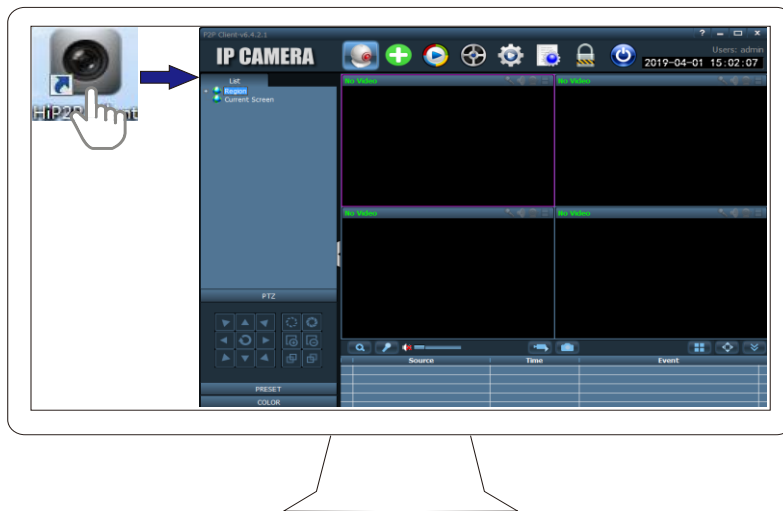 P2P Client-v6.4.2.1
IP CAMERA
Users: admin
2019-04-01 15:02:07
List
Region
Current Screen
No Video
No Video
No Video
No Video
PTZ
PRESET
COLOR
Source Time Event